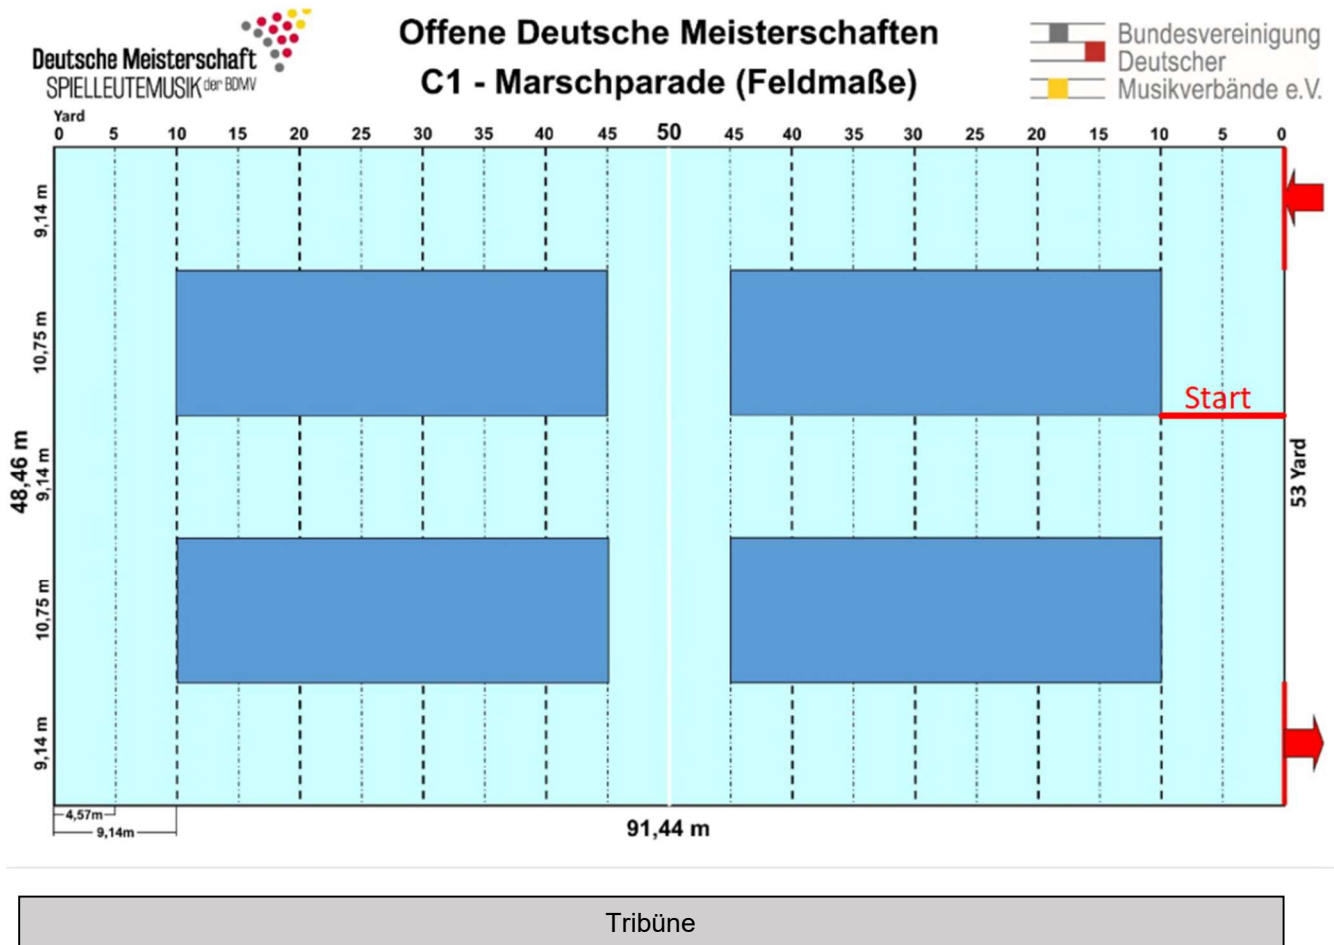 Deutsche Meisterschaft
SPIELLEUTEMUSIK der BDMV
Offene Deutsche Meisterschaften
C1 - Marschparade (Feldmaße)
Bundesvereinigung
Deutscher
Musikverbände e.V.
Yard
0 5 10 15 20 25 30 35 40 45 50 45 40 35 30 25 20 15 10 5 0
9,14 m
10,75 m
9,14 m
10,75 m
9,14 m
48,46 m
Start
53 Yard
4,57m
9,14m
91,44 m
Tribüne